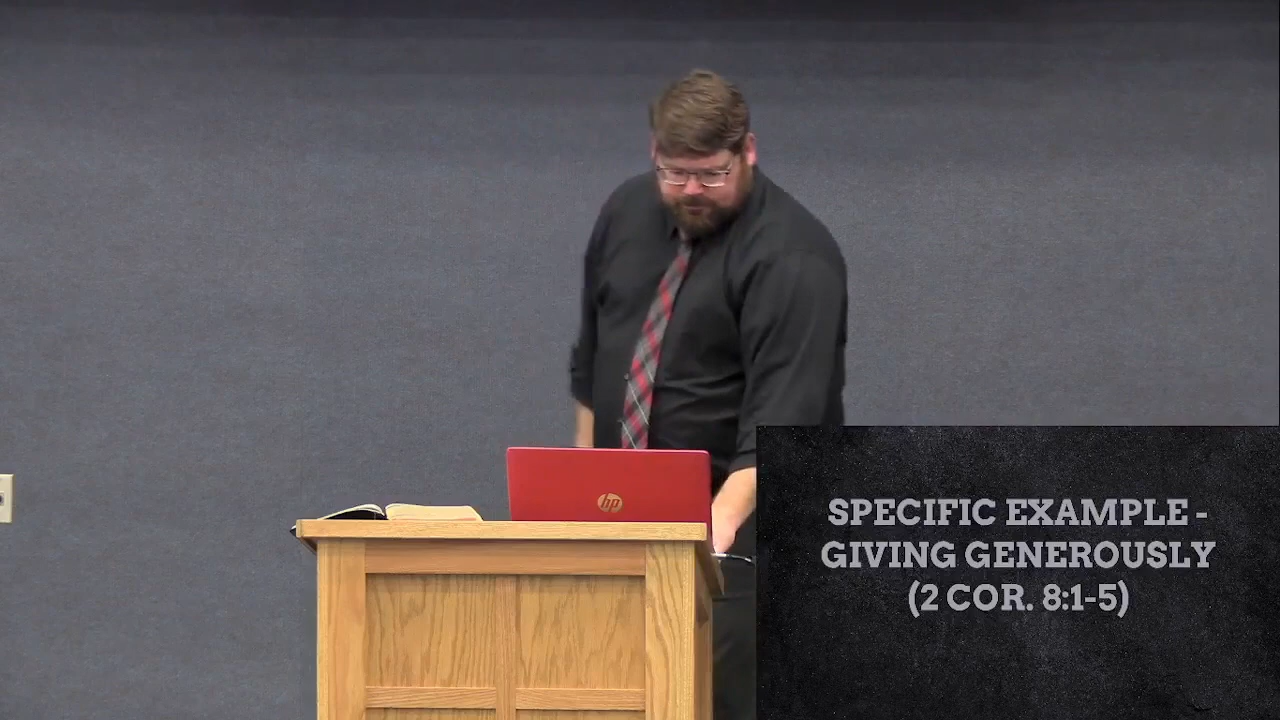 hp
SPECIFIC EXAMPLE -
GIVING GENEROUSLY
(2 COR. 8:1-5)